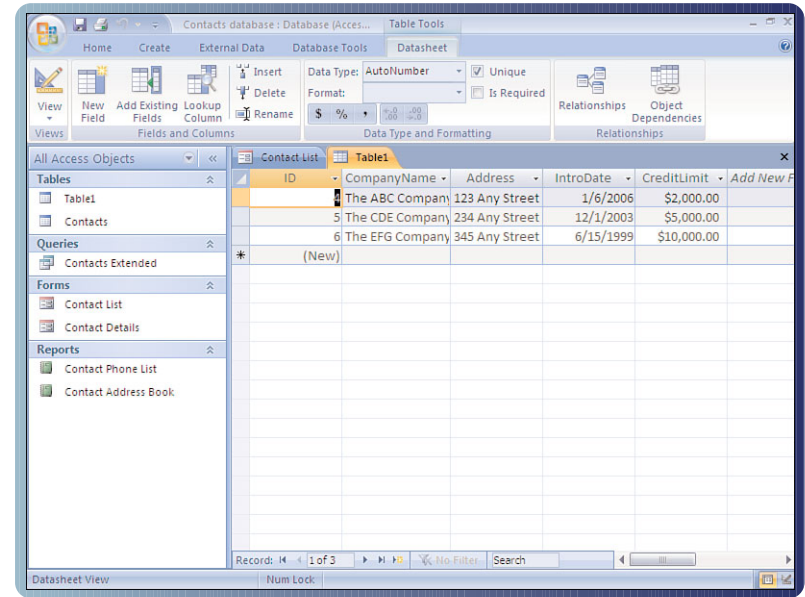 Contacts database : Database (Acces... Table Tools
Home Create External Data Database Tools Datasheet
View
Views
New Field
Add Existing Fields
Lookup Column
Insert
Delete
Rename
Fields and Columns
Data Type: AutoNumber
Format:
$ % , .0 .00 .00 .0
Unique
Is Required
Data Type and Formatting
Relationships
Object Dependencies
Relationships
All Access Objects «
Tables
Table1
Contacts
Queries
Contacts Extended
Forms
Contact List
Contact Details
Reports
Contact Phone List
Contact Address Book
Contact List Table1
ID CompanyName Address IntroDate CreditLimit Add New F
4 The ABC Company 123 Any Street 1/6/2006 $2,000.00
5 The CDE Company 234 Any Street 12/1/2003 $5,000.00
6 The EFG Company 345 Any Street 6/15/1999 $10,000.00
* (New)
Record: 1 of 3 No Filter Search
Datasheet View Num Lock